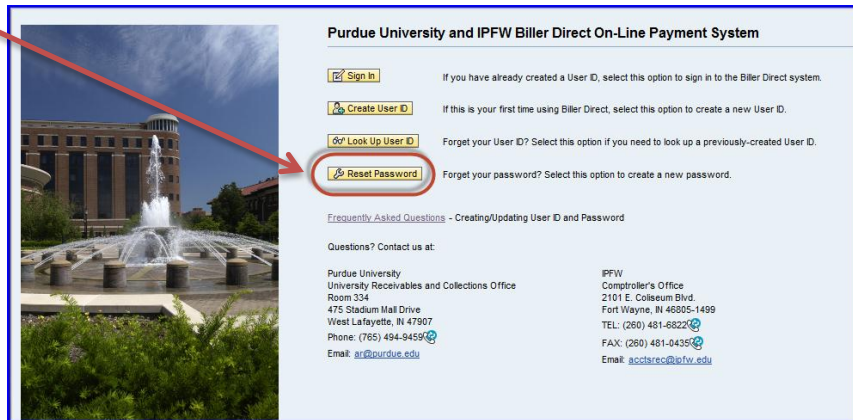 Purdue University and IPFW Biller Direct On-Line Payment System
Sign In
If you have already created a User ID, select this option to sign in to the Biller Direct system.
Create User ID
If this is your first time using Biller Direct, select this option to create a new User ID.
Look Up User ID
Forget your User ID? Select this option if you need to look up a previously-created User ID.
Reset Password
Forget your password? Select this option to create a new password.
Frequently Asked Questions - Creating/Updating User ID and Password
Questions? Contact us at:
Purdue University
University Receivables and Collections Office
Room 334
475 Stadium Mall Drive
West Lafayette, IN 47907
Phone: (765) 494-9459
Email: ar@purdue.edu
IPFW
Comptroller's Office
2101 E. Coliseum Blvd.
Fort Wayne, IN 46805-1499
TEL: (260) 481-6822
FAX: (260) 481-0435
Email: acctsrec@ipfw.edu